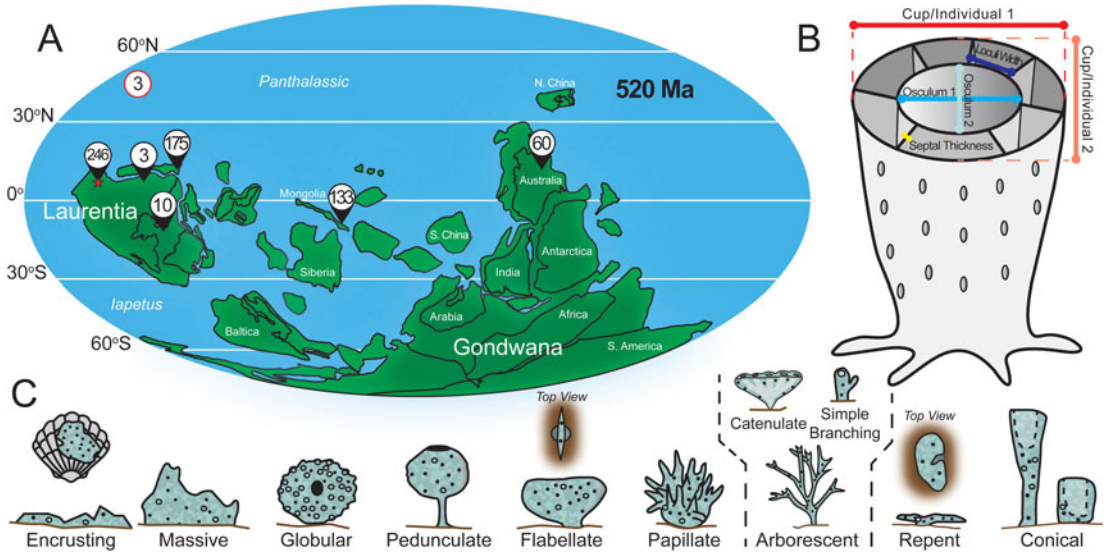 A
60°N
Panthalassic
520 Ma
3
N. China
30°N
246
3
175
60
Australia
0°
Laurentia
10
Mongolia
133
S. China
Antarctica
Siberia
India
30°S
Iapetus
Baltica
Arabia
Africa
Gondwana
S. America
60°S
B
Cup/Individual 1
Cup/Individual 2
Loculi Width
Osculum 1
Osculum 2
Septal Thickness
C
Top View
Catenulate
Simple
Branching
Top View
Encrusting
Massive
Globular
Pedunculate
Flabellate
Papillate
Arborescent
Repent
Conical